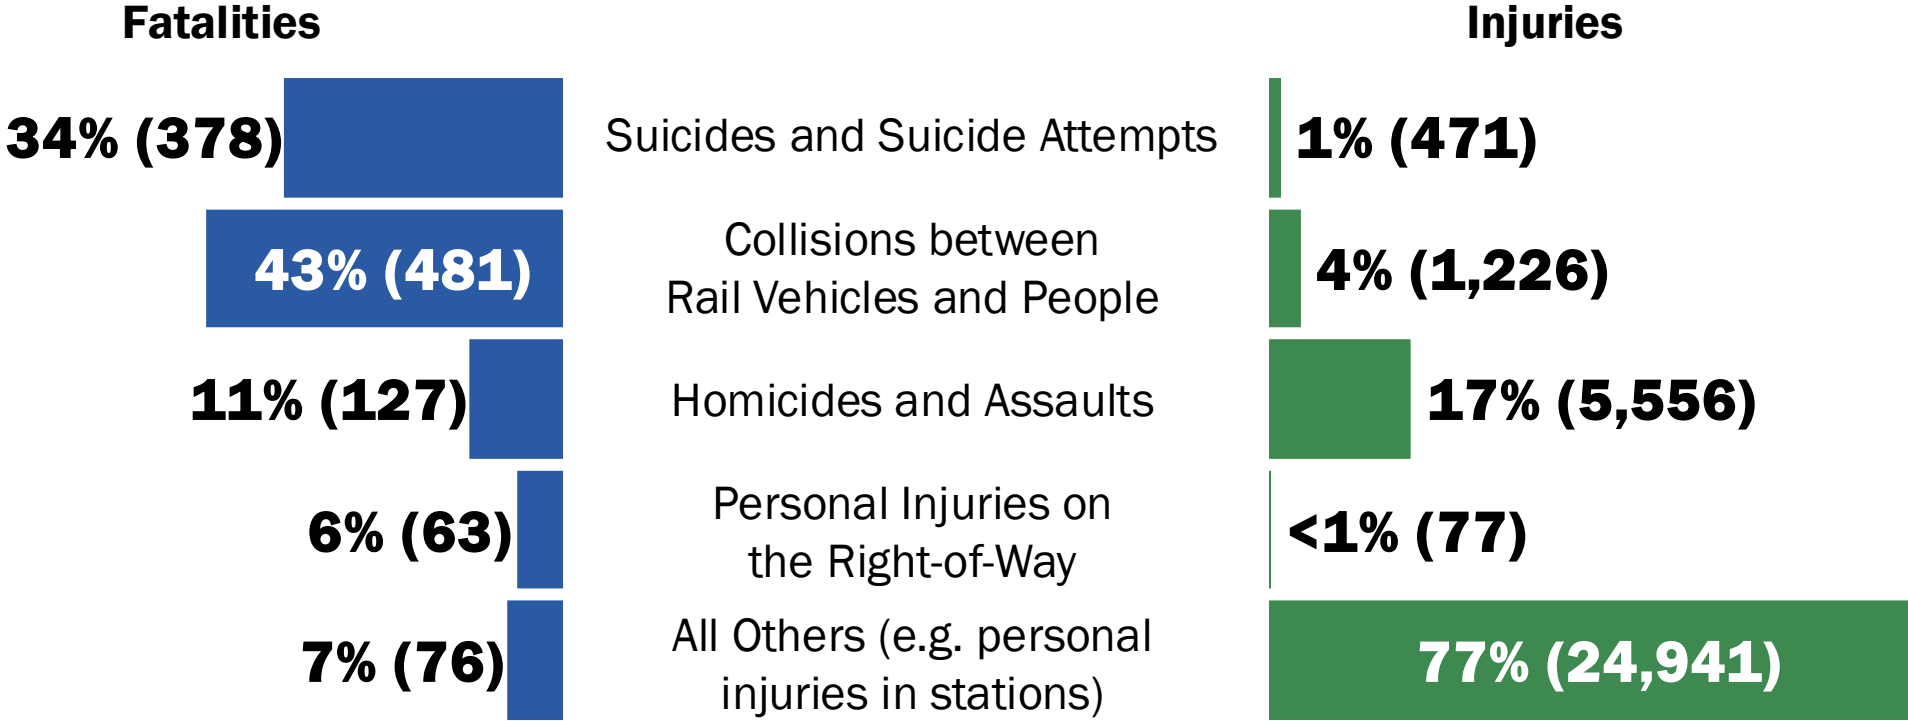 Fatalities
Injuries
34% (378)
Suicides and Suicide Attempts
1% (471)
43% (481)
Collisions between
Rail Vehicles and People
4% (1,226)
11% (127)
Homicides and Assaults
17% (5,556)
6% (63)
Personal Injuries on
the Right-of-Way
<1% (77)
7% (76)
All Others (e.g. personal
injuries in stations)
77% (24,941)